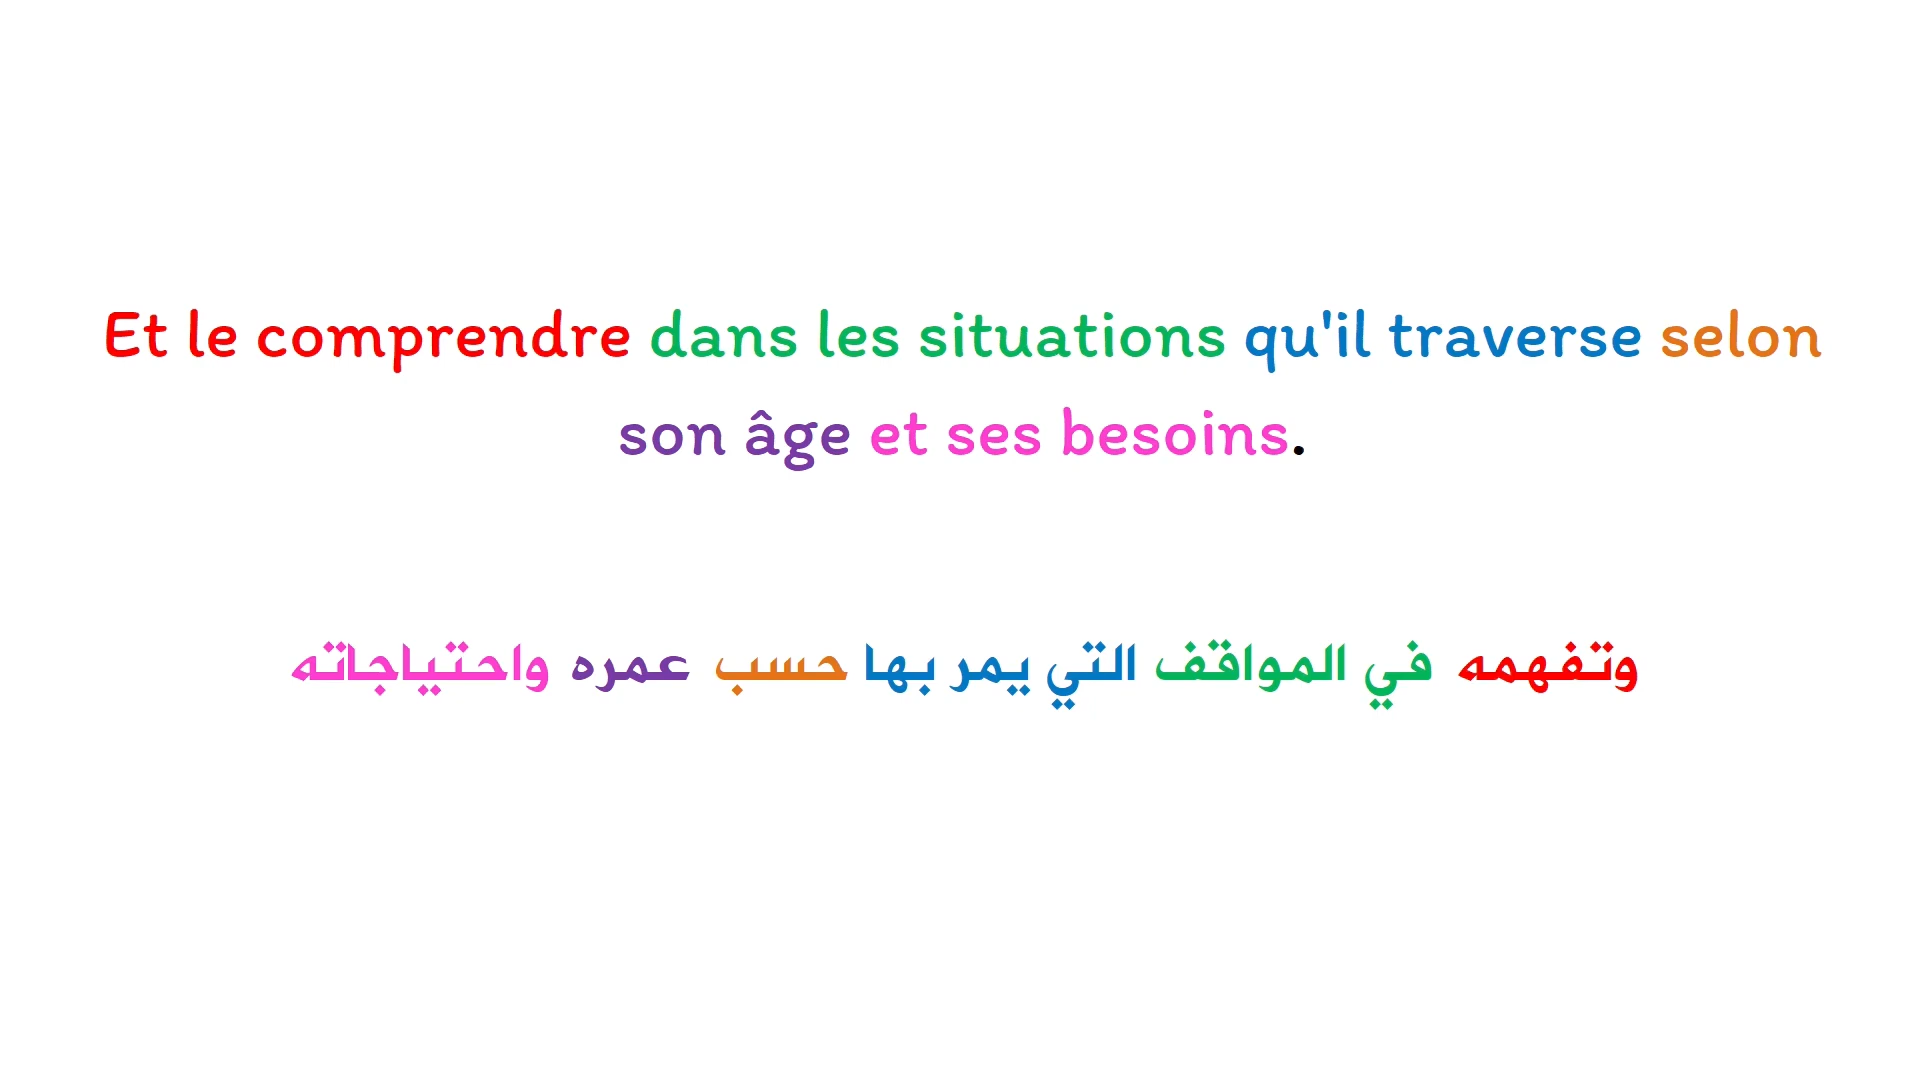 Et le comprendre dans les situations qu'il traverse selon
son âge et ses besoins.
وتفهمه في المواقف التي يمر بها حسب عمره واحتياجاته